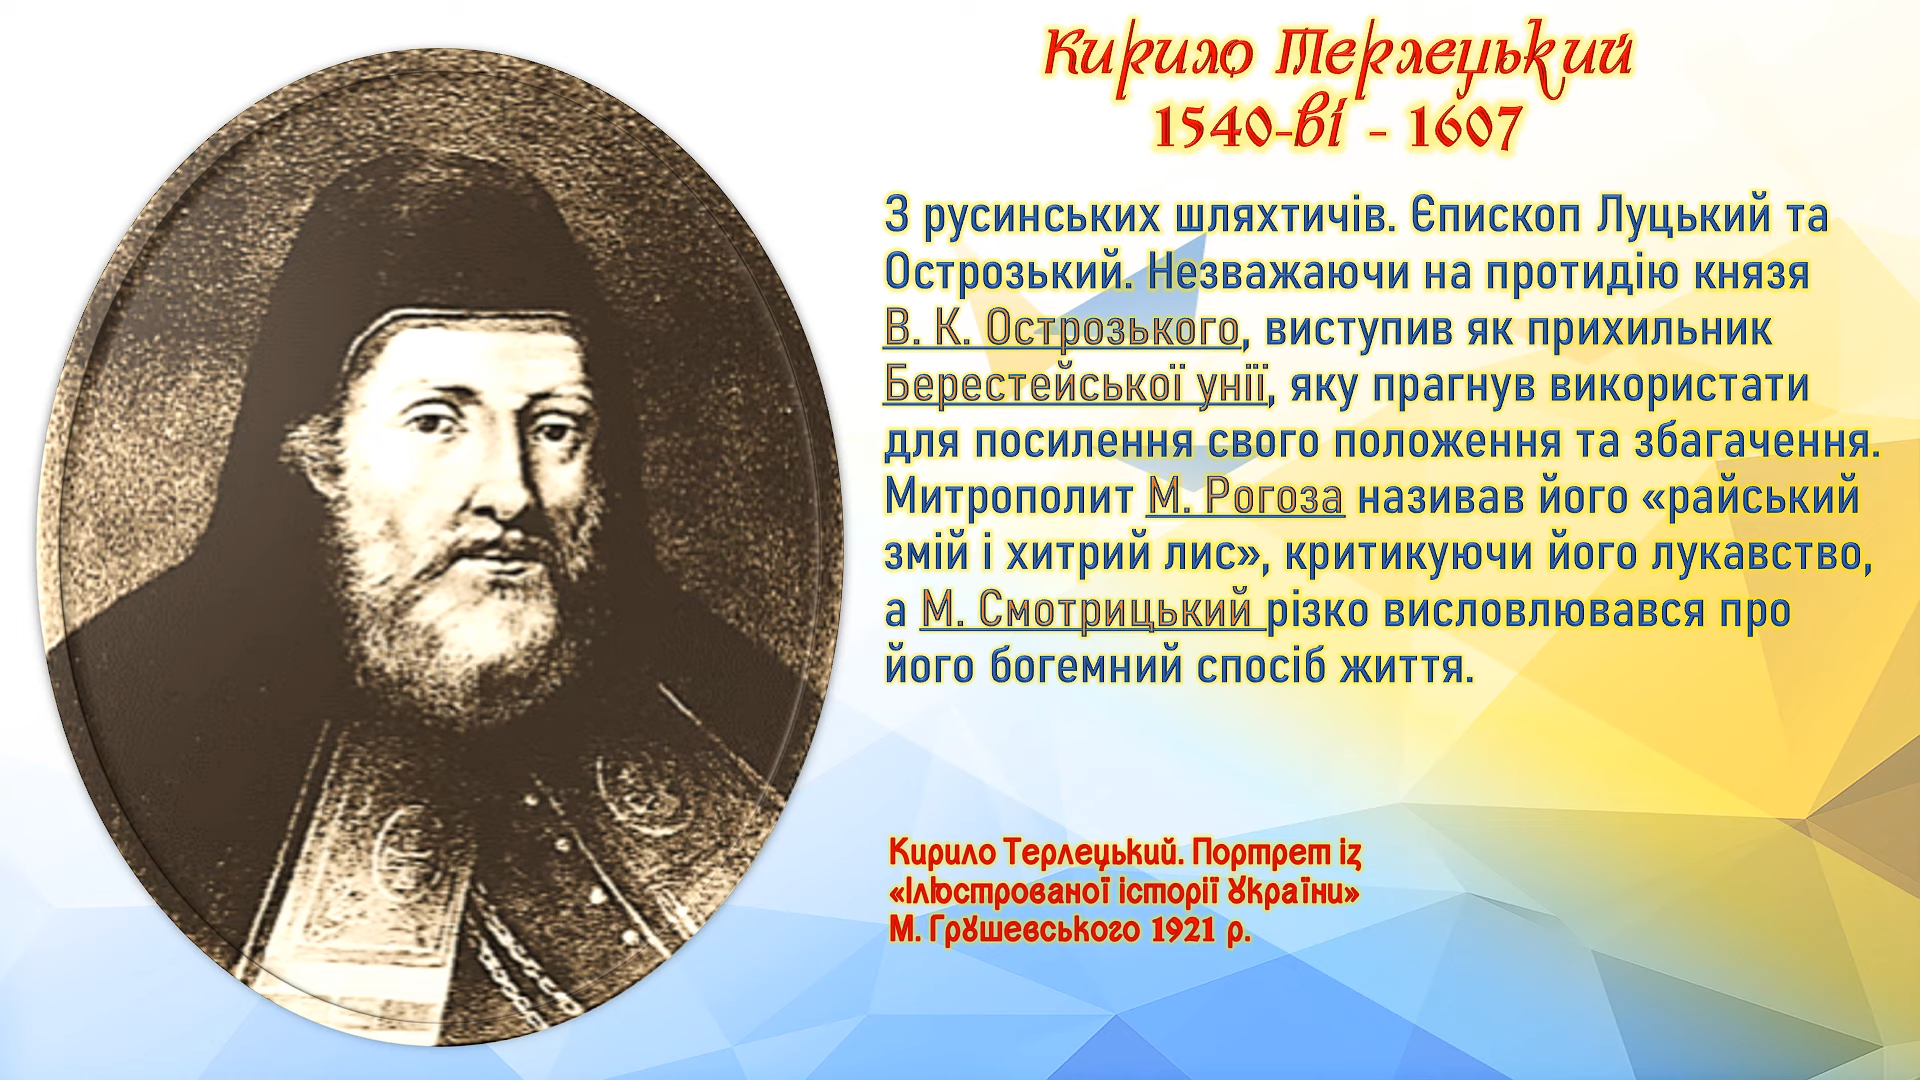 Кирило Терлецький
1540-ві - 1607
З русинських шляхтичів. Єпископ Луцький та
Острозький. Незважаючи на протидію князя
В. К. Острозького, виступив як прихильник
Берестейської унії, яку прагнув використати
для посилення свого положення та збагачення.
Митрополит М. Рогоза називав його «райський
змій і хитрий лис», критикуючи його лукавство,
а М. Смотрицький різко висловлювався про
його богемний спосіб життя.
Кирило Терлецький. Портрет із
«Ілюстрованої історії України»
М. Грушевського 1921 р.